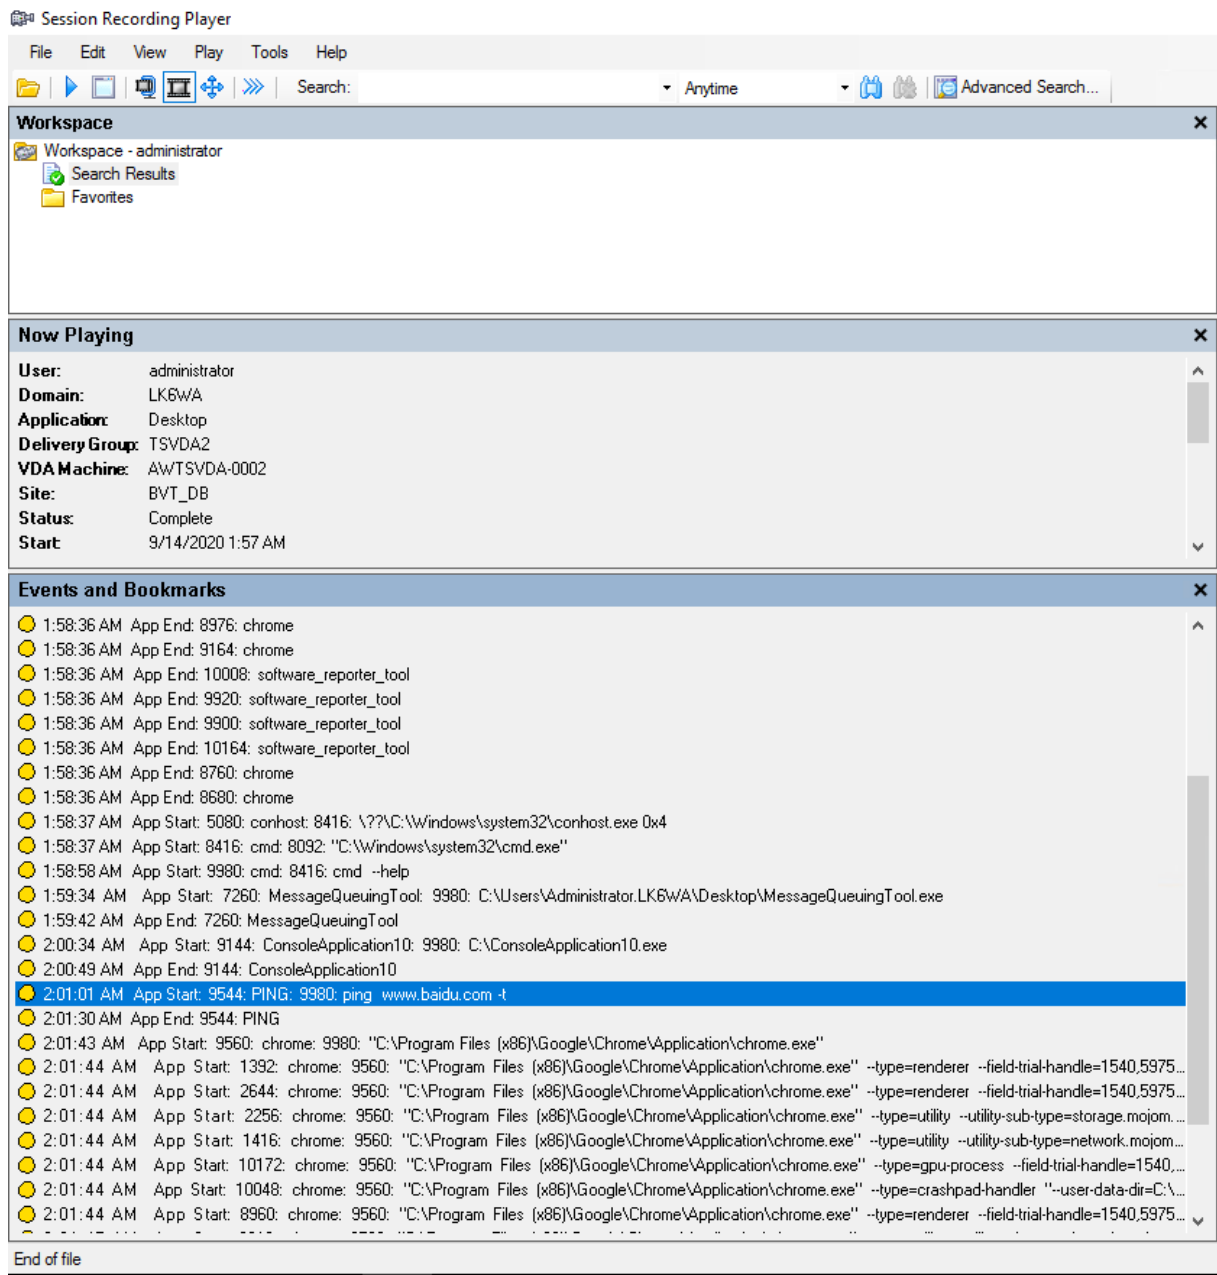 Session Recording Player
File Edit View Play Tools Help
Search: Anytime Advanced Search...
Workspace
Workspace - administrator
Search Results
Favorites
Now Playing
User: administrator
Domain: LK6WA
Application: Desktop
Delivery Group: TSVDA2
VDA Machine: AWTSVDA-0002
Site: BVT_DB
Status: Complete
Start: 9/14/2020 1:57 AM
Events and Bookmarks
1:58:36 AM App End: 8976: chrome
1:58:36 AM App End: 9164: chrome
1:58:36 AM App End: 10008: software_reporter_tool
1:58:36 AM App End: 9920: software_reporter_tool
1:58:36 AM App End: 9900: software_reporter_tool
1:58:36 AM App End: 10164: software_reporter_tool
1:58:36 AM App End: 8760: chrome
1:58:36 AM App End: 8680: chrome
1:58:37 AM App Start: 5080: conhost: 8416: \??\C:\Windows\system32\conhost.exe 0x4
1:58:37 AM App Start: 8416: cmd: 8092: "C:\Windows\system32\cmd.exe"
1:58:58 AM App Start: 9980: cmd: 8416: cmd --help
1:59:34 AM App Start: 7260: MessageQueuingTool: 9980: C:\Users\Administrator.LK6WA\Desktop\MessageQueuingTool.exe
1:59:42 AM App End: 7260: MessageQueuingTool
2:00:34 AM App Start: 9144: ConsoleApplication10: 9980: C:\ConsoleApplication10.exe
2:00:49 AM App End: 9144: ConsoleApplication10
2:01:01 AM App Start: 9544: PING: 9980: ping www.baidu.com -t
2:01:30 AM App End: 9544: PING
2:01:43 AM App Start: 9560: chrome: 9980: "C:\Program Files (x86)\Google\Chrome\Application\chrome.exe"
2:01:44 AM App Start: 1392: chrome: 9560: "C:\Program Files (x86)\Google\Chrome\Application\chrome.exe" --type=renderer --field-trial-handle=1540,5975...
2:01:44 AM App Start: 2644: chrome: 9560: "C:\Program Files (x86)\Google\Chrome\Application\chrome.exe" --type=renderer --field-trial-handle=1540,5975...
2:01:44 AM App Start: 2256: chrome: 9560: "C:\Program Files (x86)\Google\Chrome\Application\chrome.exe" --type=utility --utility-sub-type=storage.mojom....
2:01:44 AM App Start: 1416: chrome: 9560: "C:\Program Files (x86)\Google\Chrome\Application\chrome.exe" --type=utility --utility-sub-type=network.mojom...
2:01:44 AM App Start: 10172: chrome: 9560: "C:\Program Files (x86)\Google\Chrome\Application\chrome.exe" --type=gpu-process --field-trial-handle=1540,...
2:01:44 AM App Start: 10048: chrome: 9560: "C:\Program Files (x86)\Google\Chrome\Application\chrome.exe" --type=crashpad-handler "--user-data-dir=C:\...
2:01:44 AM App Start: 8960: chrome: 9560: "C:\Program Files (x86)\Google\Chrome\Application\chrome.exe" --type=renderer --field-trial-handle=1540,5975...
End of file